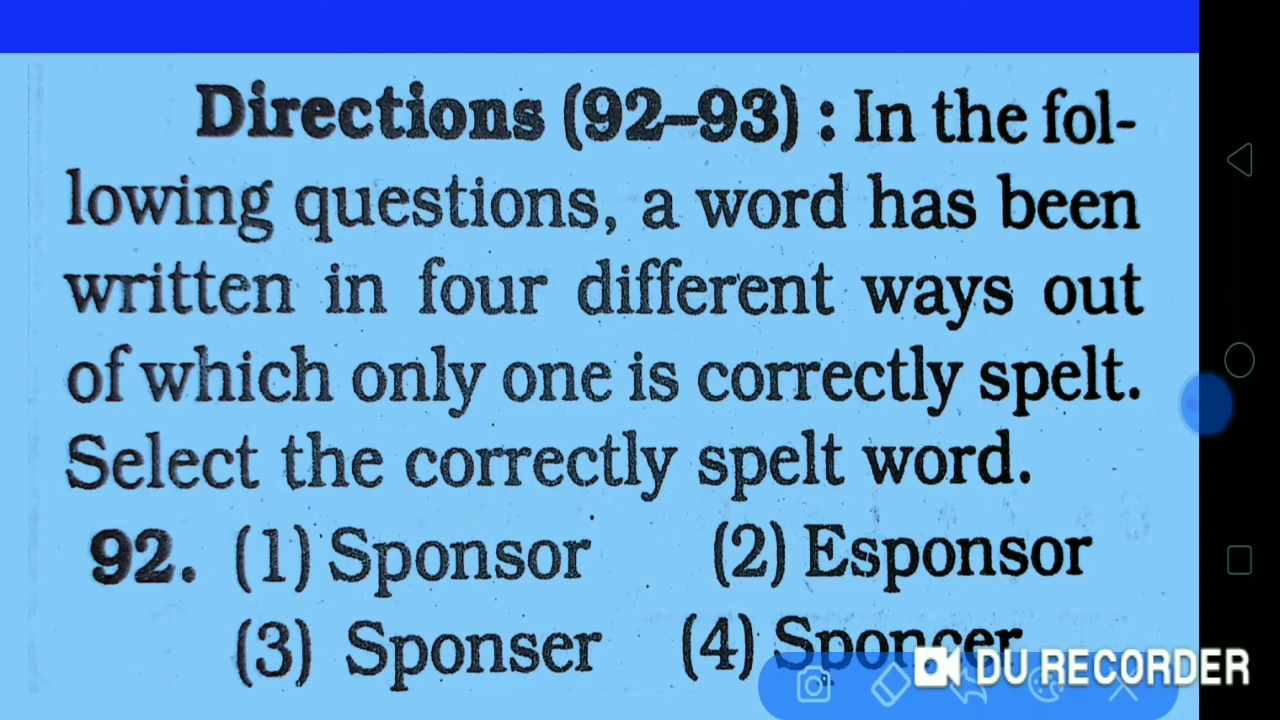 Directions (92–93) : In the fol-
lowing questions, a word has been
written in four different ways out
of which only one is correctly spelt.
Select the correctly spelt word.
92. (1) Sponsor (2) Esponsor
(3) Sponser (4) Sponcer
DU RECORDER